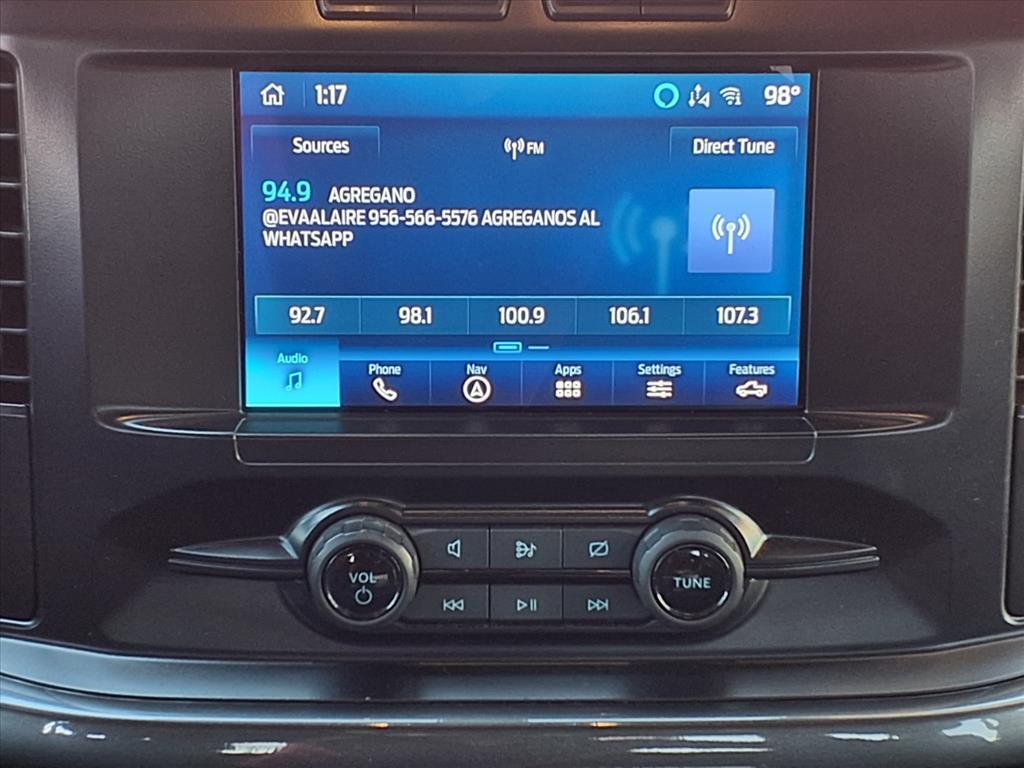 1:17 98°
Sources FM Direct Tune
94.9 AGREGANO
@EVAALAIRE 956-566-5576 AGREGANOS AL
WHATSAPP
92.7 98.1 100.9 106.1 107.3
Audio Phone Nav Apps Settings Features
VOL TUNE